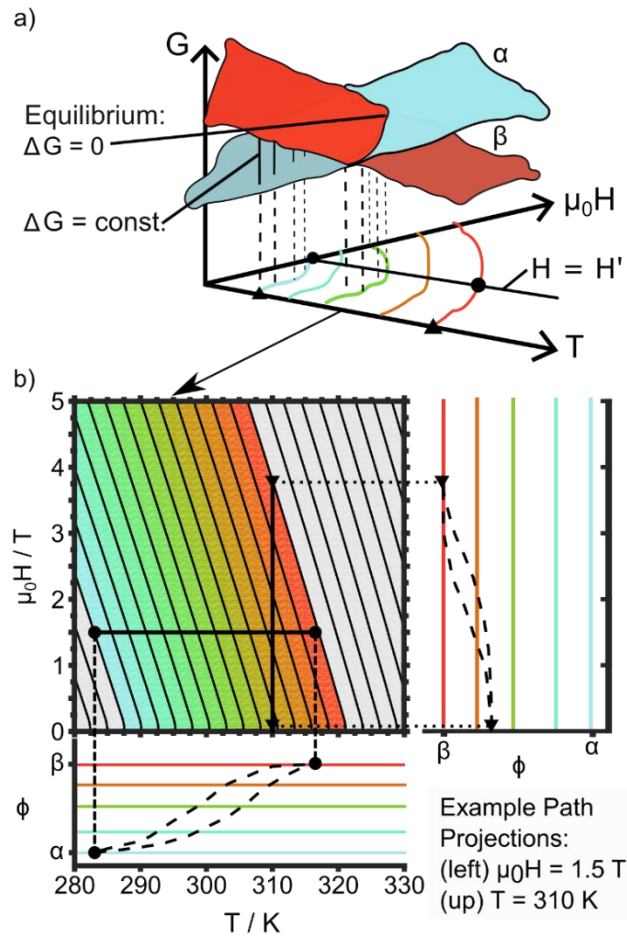 a)
G
α
Equilibrium:
ΔG = 0
β
ΔG = const.
μ₀H
H = H'
T
b)
5
4
3
2
1
0
μ₀H / T
β
ϕ
α
β
ϕ
α
280 290 300 310 320 330
T / K
Example Path
Projections:
(left) μ₀H = 1.5 T
(up) T = 310 K